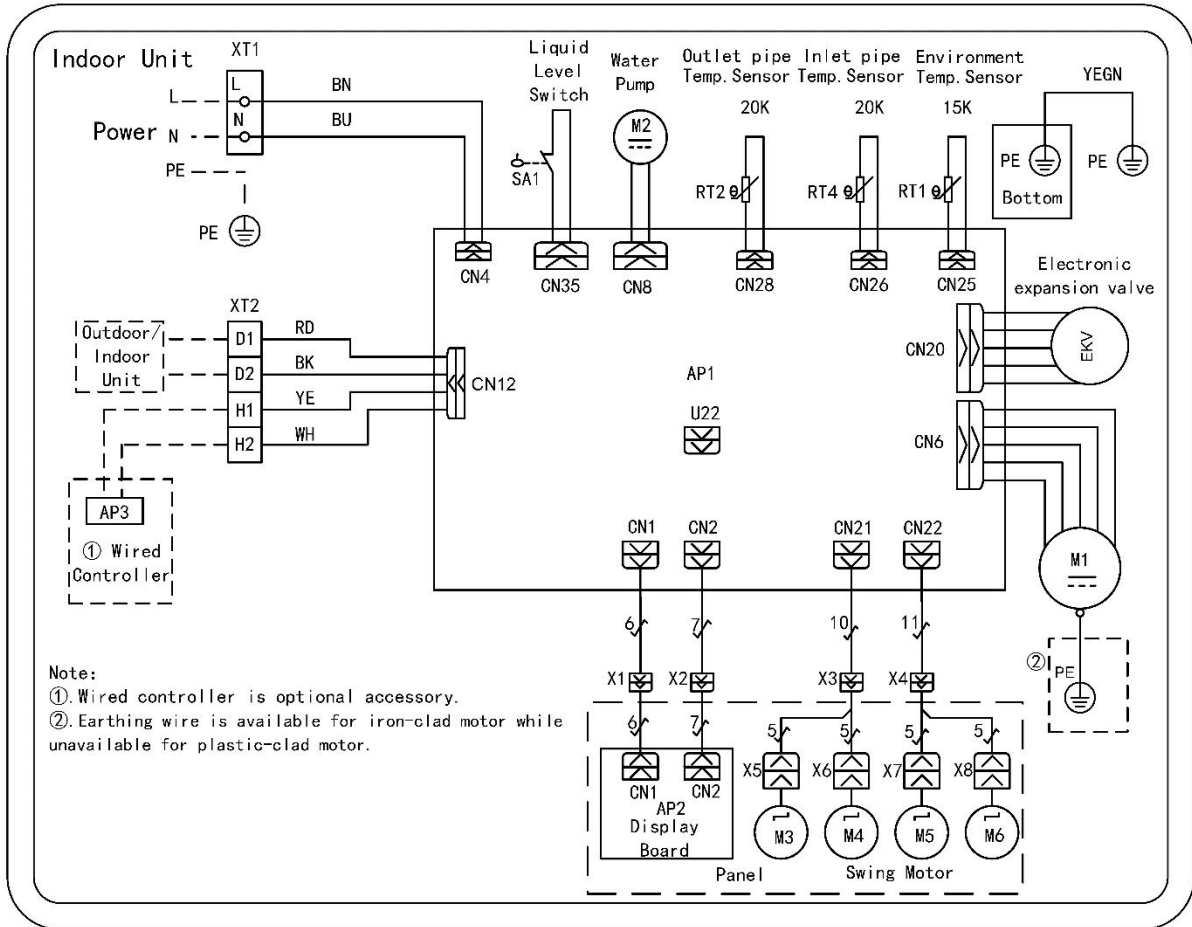 Indoor Unit
XT1
L
N
L
Power N
PE
PE
BN
BU
Liquid
Level
Switch
SA1
Water
Pump
M2
Outlet pipe
Temp. Sensor
20K
RT2 θ
Inlet pipe
Temp. Sensor
20K
RT4 θ
Environment
Temp. Sensor
15K
RT1 θ
YEGN
PE
Bottom
PE
CN4
CN35
CN8
CN28
CN26
CN25
Electronic
expansion valve
EKV
CN20
CN6
XT2
D1
D2
H1
H2
RD
BK
YE
WH
Outdoor/
Indoor
Unit
CN12
AP1
U22
AP3
① Wired
Controller
CN1
CN2
CN21
CN22
M1
② PE
6
7
10
11
X1
X2
X3
X4
6
7
5
5
5
5
CN1
CN2
X5
X6
X7
X8
AP2
Display
Board
M3
M4
M5
M6
Panel
Swing Motor
Note:
①. Wired controller is optional accessory.
②. Earthing wire is available for iron-clad motor while
unavailable for plastic-clad motor.